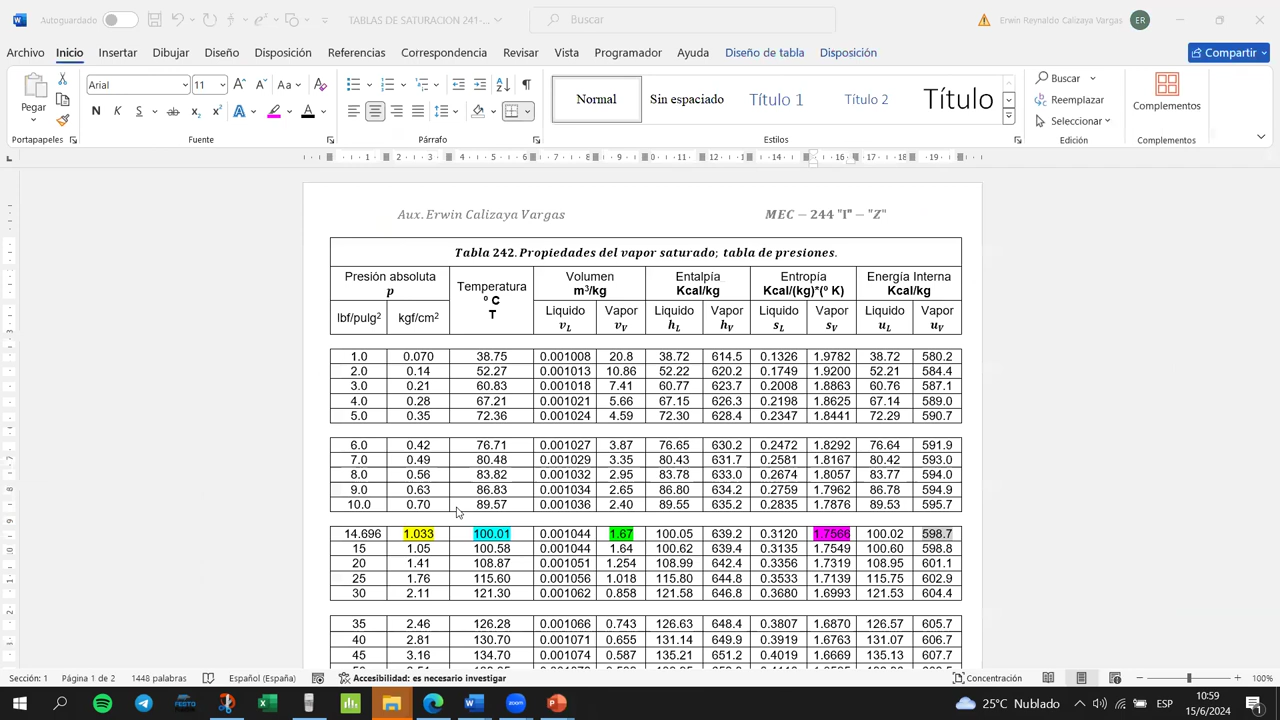 Autoguardado
TABLAS DE SATURACION 241-...
Buscar
Erwin Reynaldo Calizaya Vargas
ER
Archivo Inicio Insertar Dibujar Diseño Disposición Referencias Correspondencia Revisar Vista Programador Ayuda Diseño de tabla Disposición
Compartir
Pegar
Arial 11
N K S
Normal Sin espaciado Título 1 Título 2 Título
Buscar
Reemplazar
Seleccionar
Complementos
Portapapeles Fuente Párrafo Estilos Edición Complementos
Aux. Erwin Calizaya Vargas MEC − 244 "I" − "Z"
Tabla 242. Propiedades del vapor saturado; tabla de presiones.
Presión absoluta p Temperatura º C T Volumen m³/kg Entalpía Kcal/kg Entropía Kcal/(kg)*(º K) Energía Interna Kcal/kg
lbf/pulg² kgf/cm² Liquido vL Vapor vV Liquido hL Vapor hV Liquido sL Vapor sV Liquido uL Vapor uV
1.0 0.070 38.75 0.001008 20.8 38.72 614.5 0.1326 1.9782 38.72 580.2
2.0 0.14 52.27 0.001013 10.86 52.22 620.2 0.1749 1.9200 52.21 584.4
3.0 0.21 60.83 0.001018 7.41 60.77 623.7 0.2008 1.8863 60.76 587.1
4.0 0.28 67.21 0.001021 5.66 67.15 626.3 0.2198 1.8625 67.14 589.0
5.0 0.35 72.36 0.001024 4.59 72.30 628.4 0.2347 1.8441 72.29 590.7
6.0 0.42 76.71 0.001027 3.87 76.65 630.2 0.2472 1.8292 76.64 591.9
7.0 0.49 80.48 0.001029 3.35 80.43 631.7 0.2581 1.8167 80.42 593.0
8.0 0.56 83.82 0.001032 2.95 83.78 633.0 0.2674 1.8057 83.77 594.0
9.0 0.63 86.83 0.001034 2.65 86.80 634.2 0.2759 1.7962 86.78 594.9
10.0 0.70 89.57 0.001036 2.40 89.55 635.2 0.2835 1.7876 89.53 595.7
14.696 1.033 100.01 0.001044 1.67 100.05 639.2 0.3120 1.7566 100.02 598.7
15 1.05 100.58 0.001044 1.64 100.62 639.4 0.3135 1.7549 100.60 598.8
20 1.41 108.87 0.001051 1.254 108.99 642.4 0.3356 1.7319 108.95 601.1
25 1.76 115.60 0.001056 1.018 115.80 644.8 0.3533 1.7139 115.75 602.9
30 2.11 121.30 0.001062 0.858 121.58 646.8 0.3680 1.6993 121.53 604.4
35 2.46 126.28 0.001066 0.743 126.63 648.4 0.3807 1.6870 126.57 605.7
40 2.81 130.70 0.001071 0.655 131.14 649.9 0.3919 1.6763 131.07 606.7
45 3.16 134.70 0.001074 0.587 135.21 651.2 0.4019 1.6669 135.13 607.7
Sección: 1 Página 1 de 2 1448 palabras Español (España) Accesibilidad: es necesario investigar Concentración 100%
25°C Nublado ESP 10:59
15/6/2024